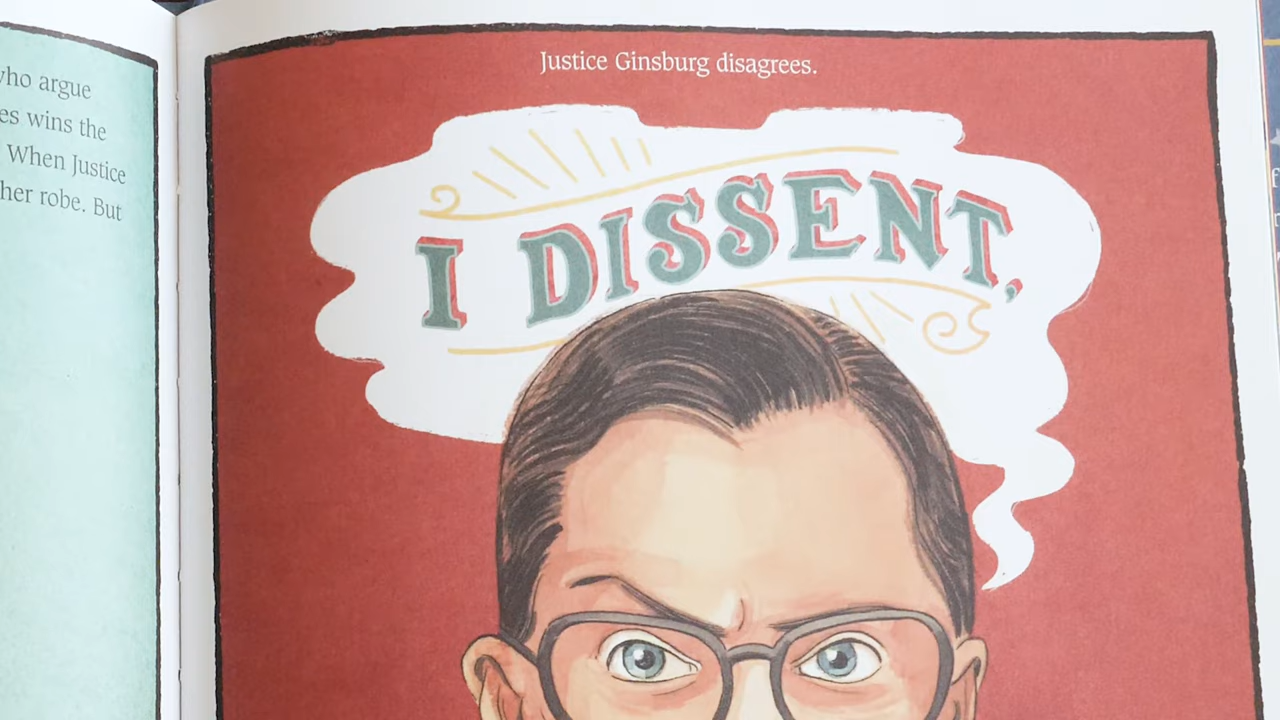 who argue
es wins the
When Justice
her robe. But
Justice Ginsburg disagrees.
I DISSENT,